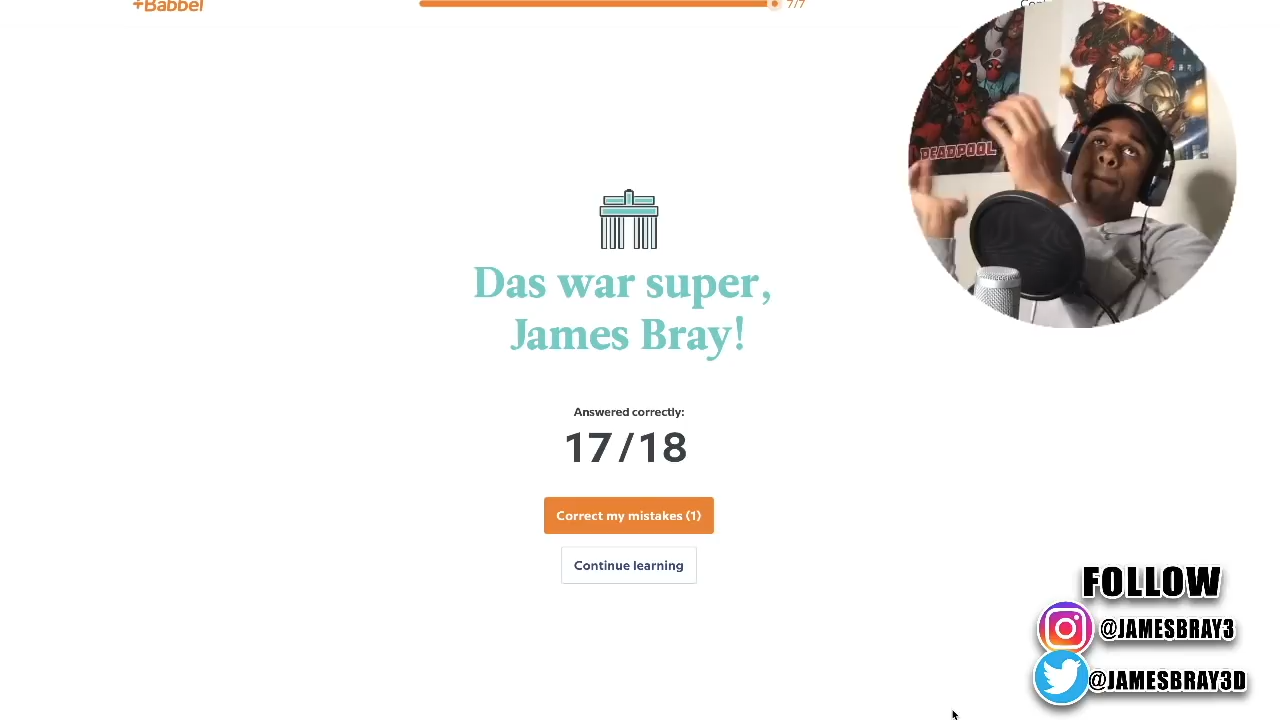 +Babbel
7/7
DEADPOOL
Das war super,
James Bray!
Answered correctly:
17/18
Correct my mistakes (1)
Continue learning
FOLLOW
@JAMESBRAY3
@JAMESBRAY3D